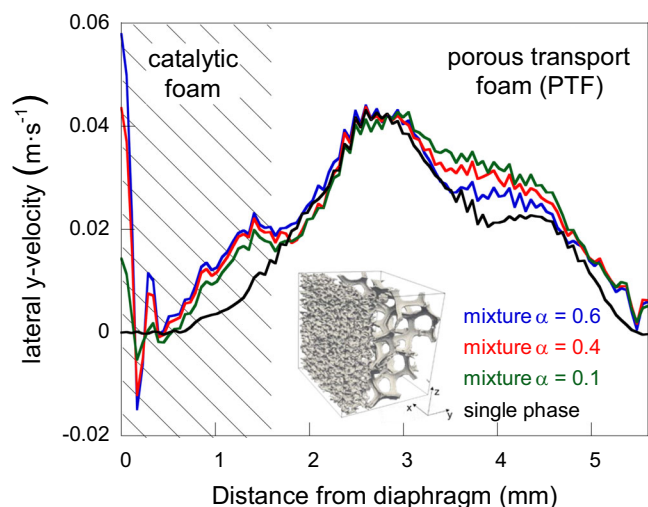 0.06
0.04
0.02
0
-0.02
lateral y-velocity (m·s⁻¹)
catalytic
foam
porous transport
foam (PTF)
mixture α = 0.6
mixture α = 0.4
mixture α = 0.1
single phase
z
x
y
0 1 2 3 4 5
Distance from diaphragm (mm)